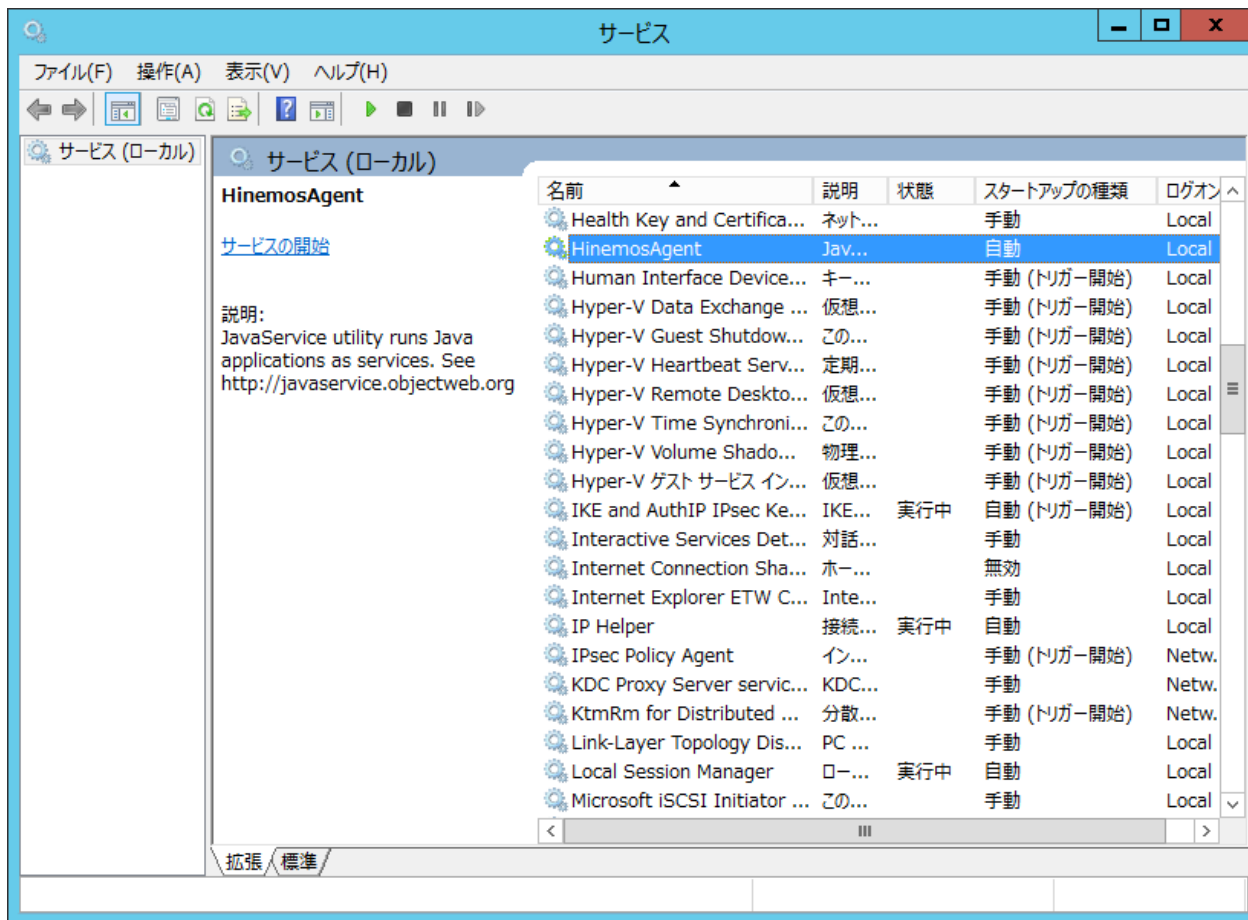 サービス
ファイル(F) 操作(A) 表示(V) ヘルプ(H)
サービス (ローカル)
サービス (ローカル)
HinemosAgent
サービスの開始
説明:
JavaService utility runs Java
applications as services. See
http://javaservice.objectweb.org
名前 説明 状態 スタートアップの種類 ログオン
Health Key and Certifica... ネット... 手動 Local
HinemosAgent Jav... 自動 Local
Human Interface Device... キー... 手動 (トリガー開始) Local
Hyper-V Data Exchange ... 仮想... 手動 (トリガー開始) Local
Hyper-V Guest Shutdow... この... 手動 (トリガー開始) Local
Hyper-V Heartbeat Serv... 定期... 手動 (トリガー開始) Local
Hyper-V Remote Deskto... 仮想... 手動 (トリガー開始) Local
Hyper-V Time Synchroni... この... 手動 (トリガー開始) Local
Hyper-V Volume Shado... 物理... 手動 (トリガー開始) Local
Hyper-V ゲスト サービス イン... 仮想... 手動 (トリガー開始) Local
IKE and AuthIP IPsec Ke... IKE... 実行中 自動 (トリガー開始) Local
Interactive Services Det... 対話... 手動 Local
Internet Connection Sha... ホー... 無効 Local
Internet Explorer ETW C... Inte... 手動 Local
IP Helper 接続... 実行中 自動 Local
IPsec Policy Agent イン... 手動 (トリガー開始) Netw.
KDC Proxy Server servic... KDC... 手動 Netw.
KtmRm for Distributed ... 分散... 手動 (トリガー開始) Netw.
Link-Layer Topology Dis... PC ... 手動 Local
Local Session Manager ロー... 実行中 自動 Local
Microsoft iSCSI Initiator ... この... 手動 Local
拡張 標準